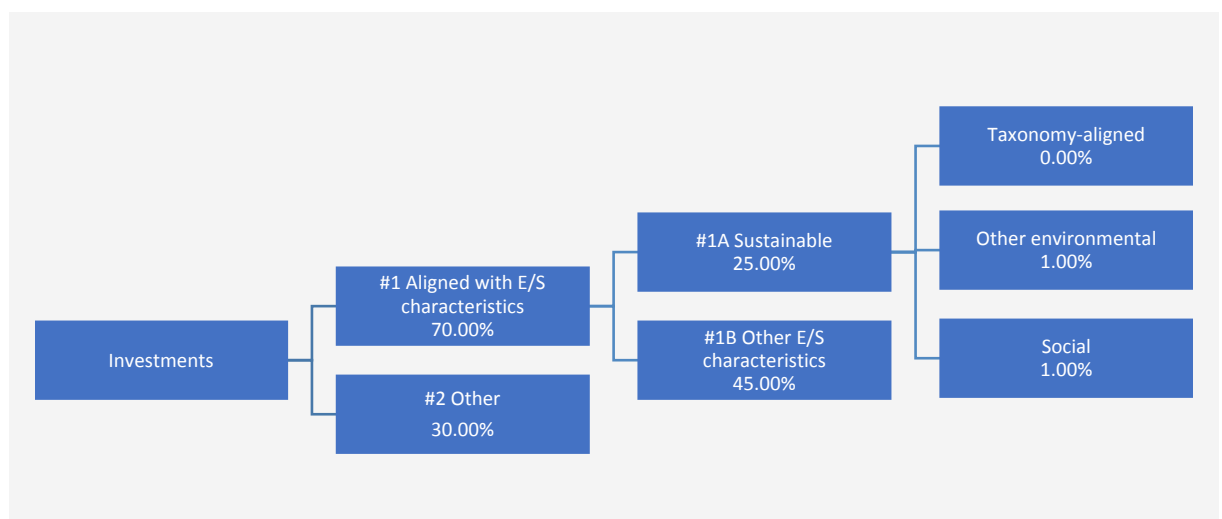 Investments
#1 Aligned with E/S
characteristics
70.00%
#2 Other
30.00%
#1A Sustainable
25.00%
#1B Other E/S
characteristics
45.00%
Taxonomy-aligned
0.00%
Other environmental
1.00%
Social
1.00%